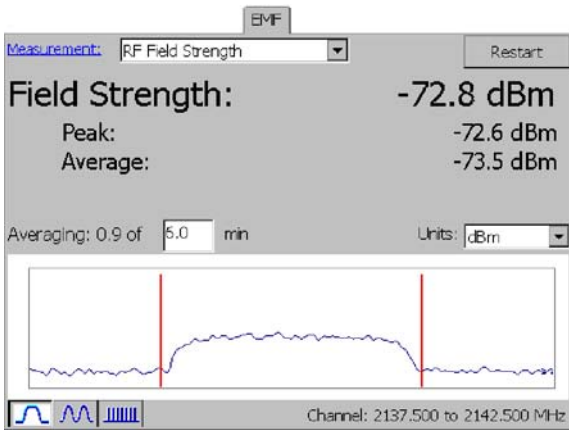 EMF
Measurement: RF Field Strength Restart
Field Strength: -72.8 dBm
Peak: -72.6 dBm
Average: -73.5 dBm
Averaging: 0.9 of 5.0 min Units: dBm
Channel: 2137.500 to 2142.500 MHz